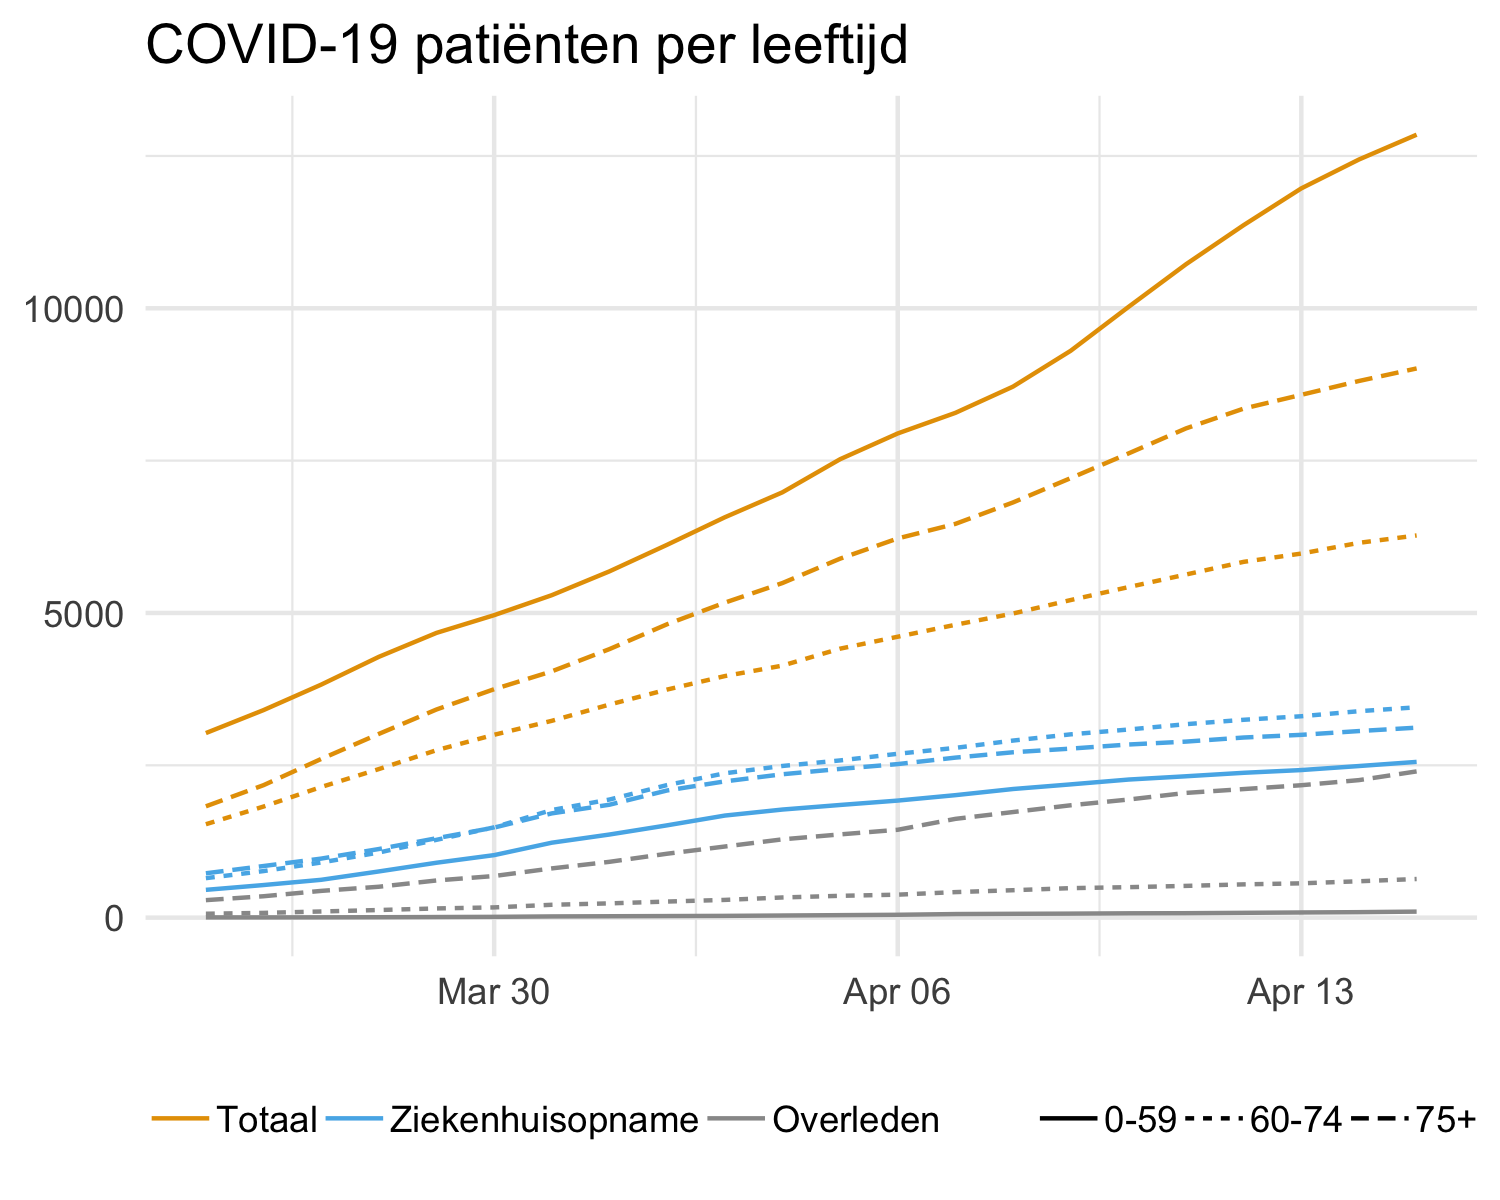 COVID-19 patiënten per leeftijd
10000
5000
0
Mar 30 Apr 06 Apr 13
Totaal Ziekenhuisopname Overleden 0-59 60-74 75+